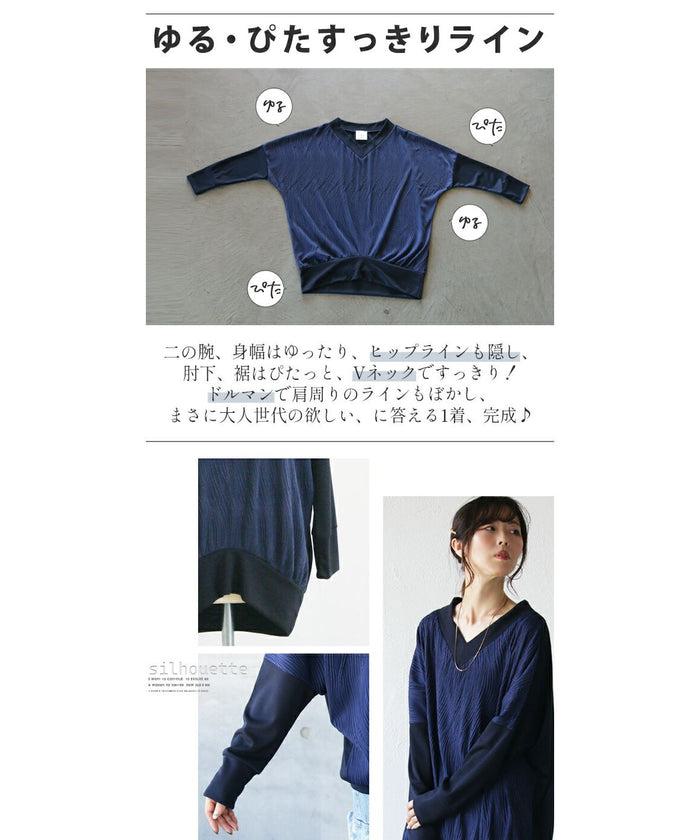 ゆる・ぴたすっきりライン
ゆる
ぴた
ゆる
ぴた
二の腕、身幅はゆったり、ヒップラインも隠し、
肘下、裾はぴたっと、Vネックですっきり！
ドルマンで肩周りのラインもぼかし、
まさに大人世代の欲しい、に答える1着、完成♪
silhouette